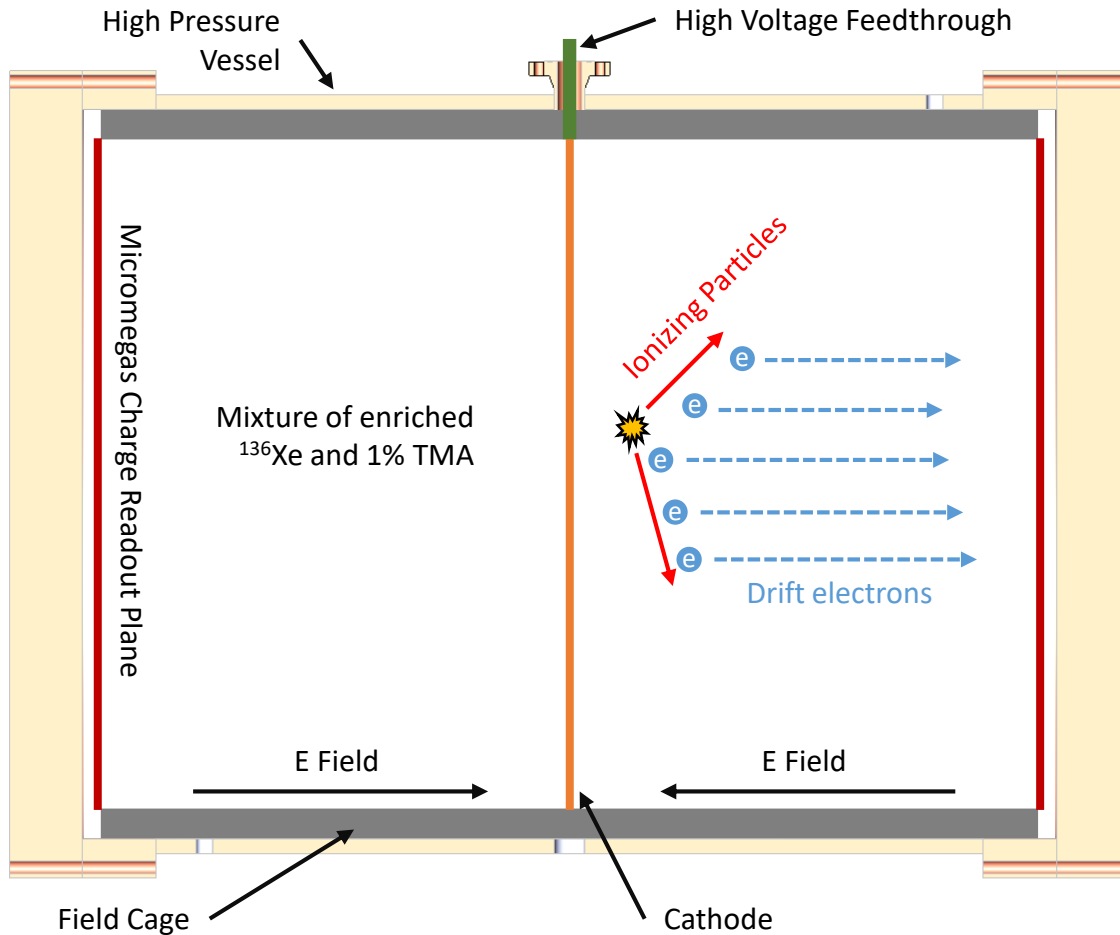 High Pressure
Vessel
High Voltage Feedthrough
Micromegas Charge Readout Plane
Ionizing Particles
e
e
Mixture of enriched
¹³⁶Xe and 1% TMA
e
e
e
Drift electrons
E Field
E Field
Field Cage
Cathode